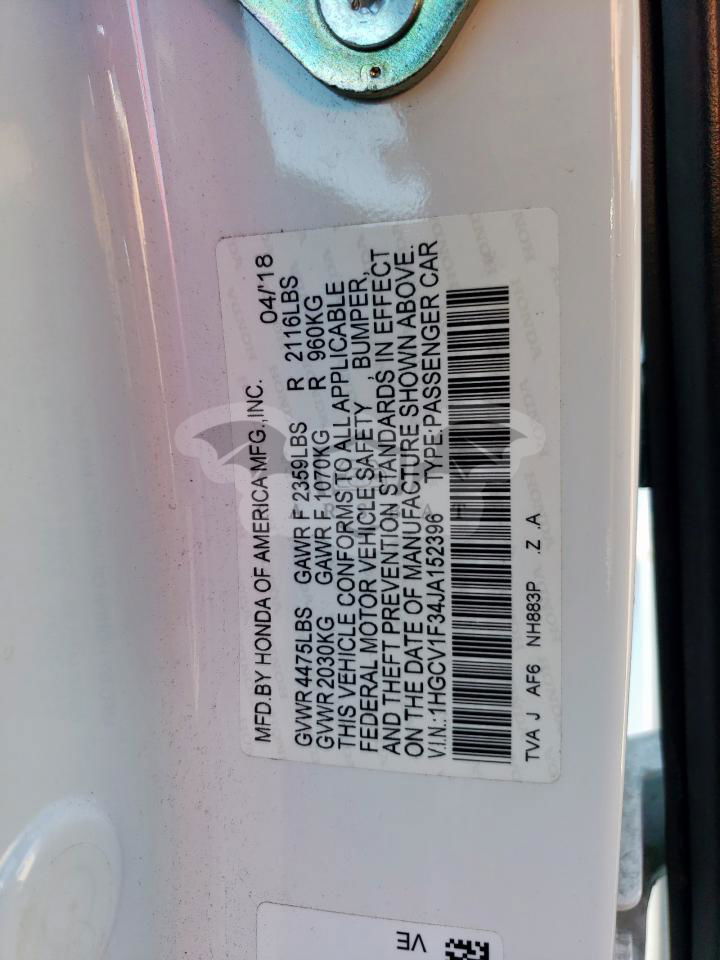 MFD.BY HONDA OF AMERICA MFG.,INC. 04/'18
GVWR 4475LBS GAWR F 2359LBS R 2116LBS
GVWR 2030KG GAWR F 1070KG R 960KG
THIS VEHICLE CONFORMS TO ALL APPLICABLE
FEDERAL MOTOR VEHICLE SAFETY , BUMPER,
AND THEFT PREVENTION STANDARDS IN EFFECT
ON THE DATE OF MANUFACTURE SHOWN ABOVE.
V.I.N.:1HGCV1F34JA152396 TYPE:PASSENGER CAR
TVA J AF6 NH883P .Z .A
VE